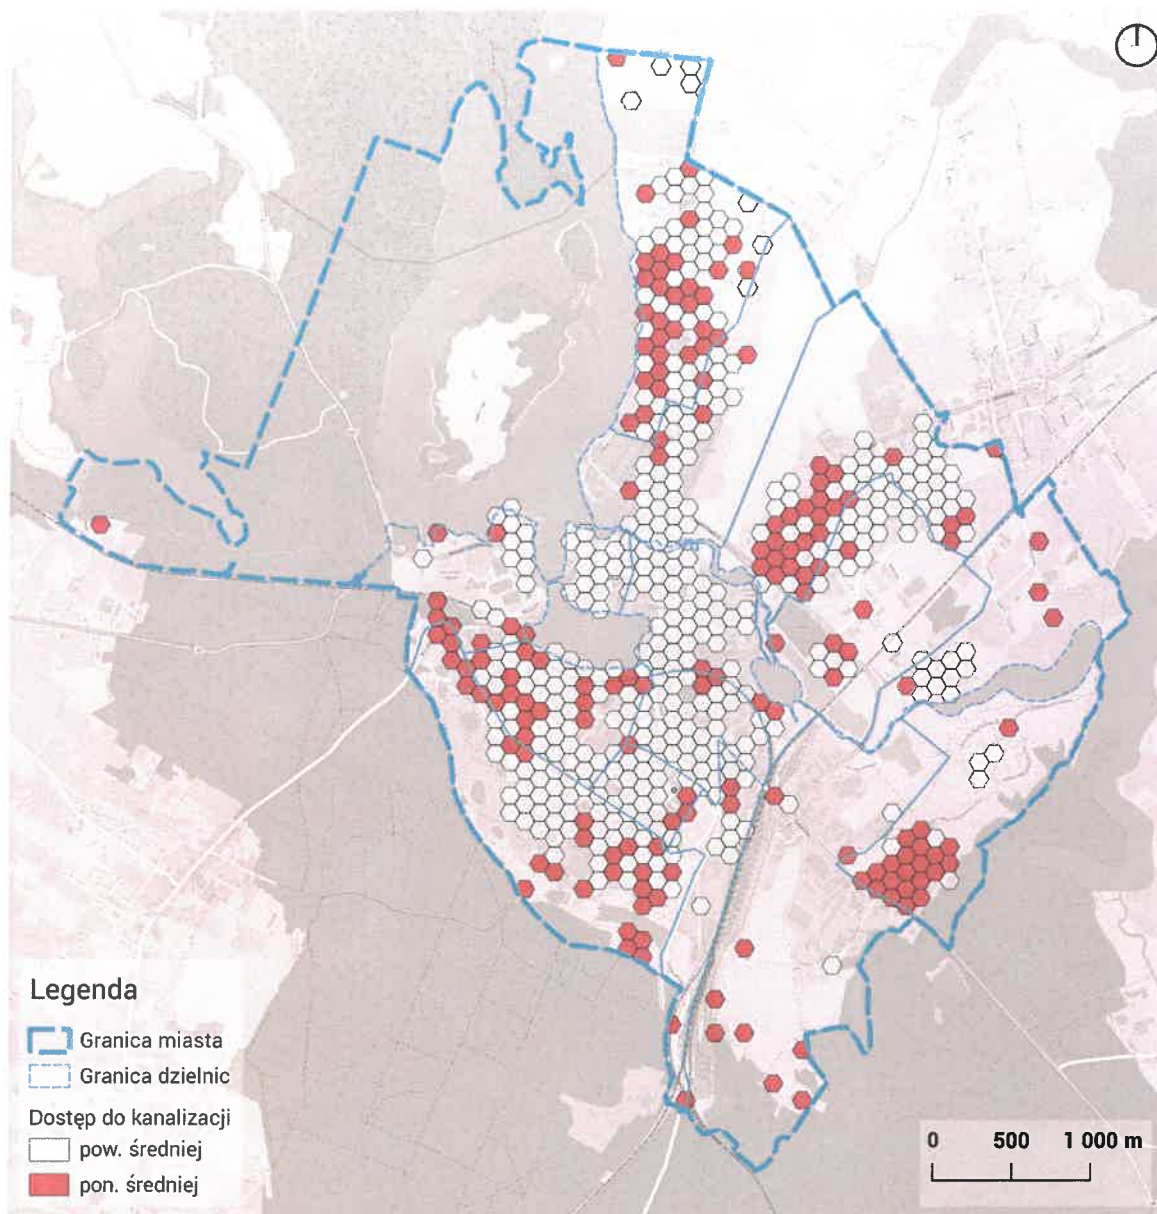 Legenda
Granica miasta
Granica dzielnic
Dostęp do kanalizacji
pow. średniej
pon. średniej
0 500 1 000 m